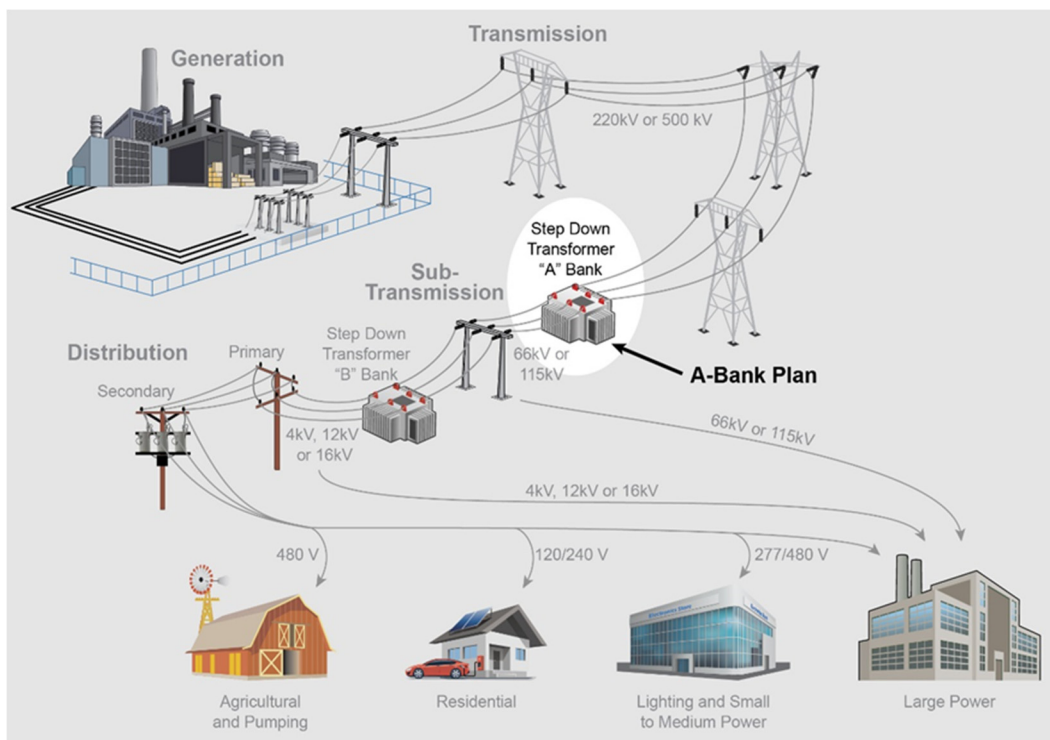 Generation
Transmission
220kV or 500 kV
Step Down
Transformer
"A" Bank
Sub-
Transmission
Step Down
Transformer
"B" Bank
66kV or
115kV
A-Bank Plan
Distribution
Primary
Secondary
4kV, 12kV
or 16kV
66kV or 115kV
4kV, 12kV or 16kV
480 V
120/240 V
277/480 V
Agricultural
and Pumping
Residential
Lighting and Small
to Medium Power
Large Power